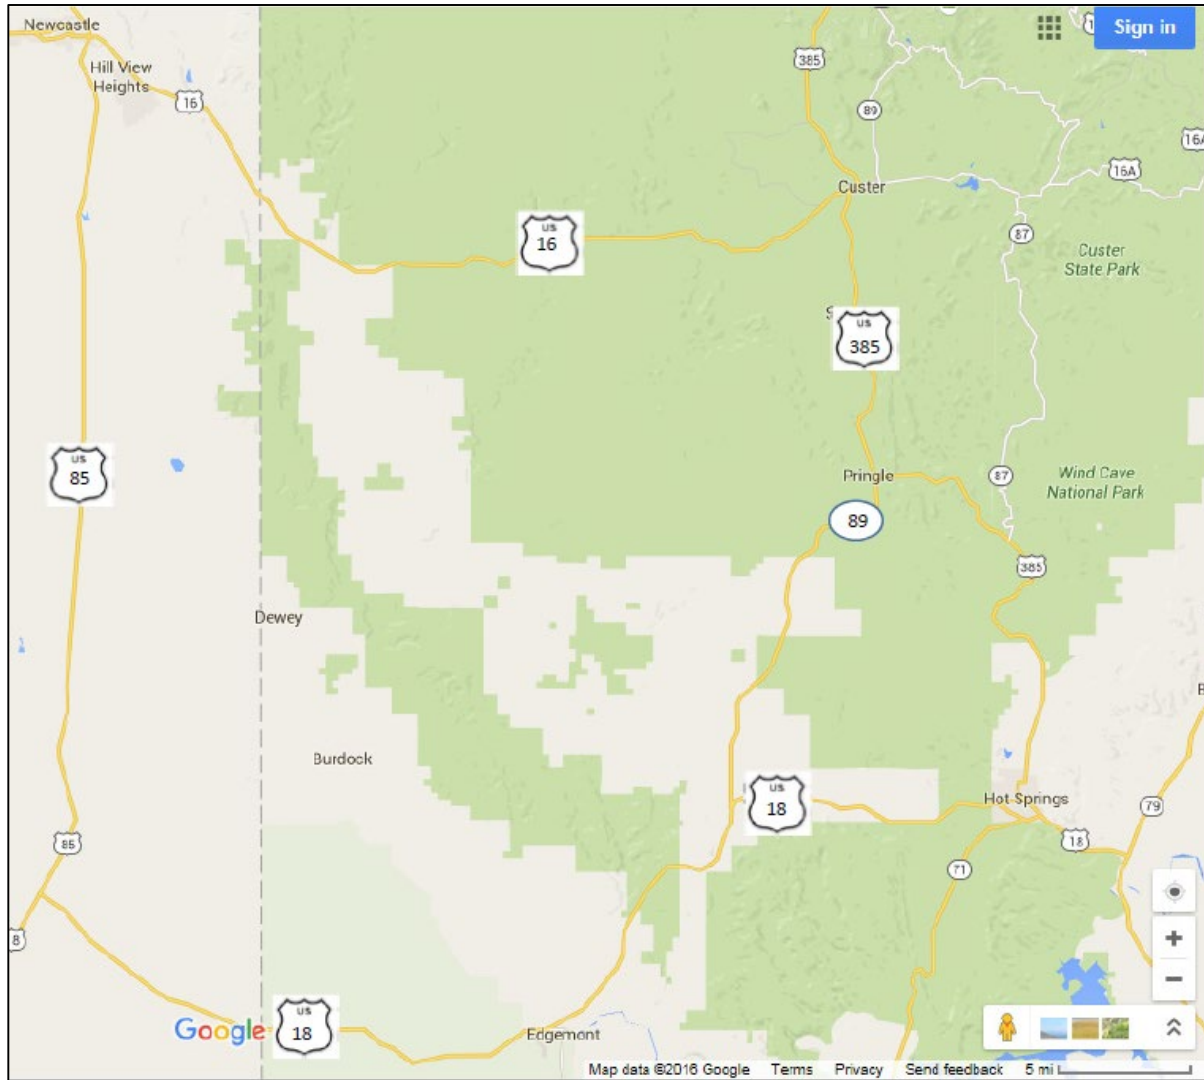 Newcastle
Sign in
Hill View
Heights
385
16
89
16A
16A
Custer
US
16
87
Custer
State Park
US
385
US
85
Pringle
87
Wind Cave
National Park
89
385
Dewey
Burdock
US
18
Hot Springs
79
85
18
71
8
Google
US
18
Edgemont
Map data ©2016 Google Terms Privacy Send feedback 5 mi